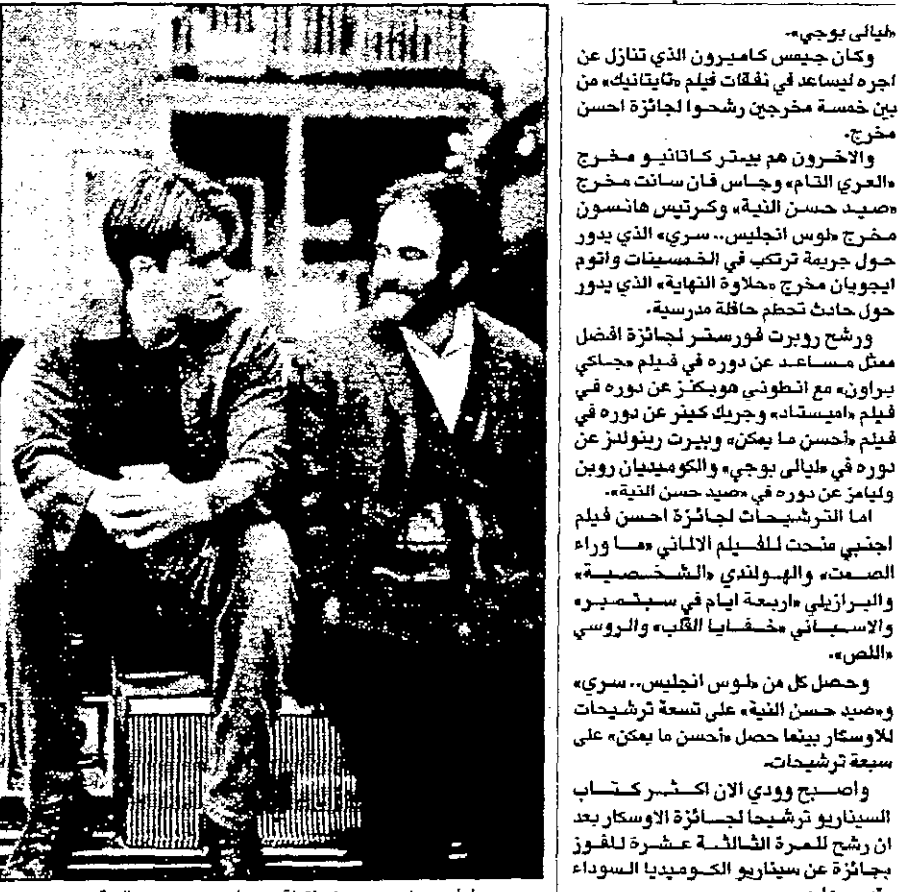 «ليالى بوجي».
وكان جيمس كاميرون الذي تنازل عن
اجره ليساعد في نفقات فيلم «تايتانيك» من
بين خمسة مخرجين رشحوا لجائزة احسن
مخرج.
والاخرون هم بيتر كاتانيو مخرج
«العري التام» وجاس فان سانت مخرج
«صيد حسن النية» وكرتيس هانسون
مخرج «لوس انجليس.. سري» الذي يدور
حول جريمة ترتكب في الخمسينات واتوم
ايجويان مخرج «حلاوة النهاية» الذي يدور
حول حادث تحطم حافلة مدرسية.
ورشح روبرت فورستر لجائزة افضل
ممثل مساعد عن دوره في فيلم «جاكي
براون» مع انطوني هوبكنز عن دوره في
فيلم «اميستاد» وجريك كينر عن دوره في
فيلم «أحسن ما يمكن» وبيرت رينولدز عن
دوره في «ليالى بوجي» والكوميديان روبن
وليامز عن دوره في «صيد حسن النية».
اما الترشيحات لجائزة احسن فيلم
اجنبي منحت للفيلم الالماني «ما وراء
الصمت» والهولندي «الشخصية»
والبرازيلي «اربعة ايام في سبتمبر»
والاسباني «خفايا القلب» والروسي
«اللص».
وحصل كل من «لوس انجليس.. سري»
و«صيد حسن النية» على تسعة ترشيحات
للاوسكار بينما حصل «أحسن ما يمكن» على
سبعة ترشيحات.
واصبح وودي الان اكثر كتاب
السيناريو ترشيحا لجائزة الاوسكار بعد
ان رشح للمرة الثالثة عشرة للفوز
بجائزة عن سيناريو الكوميديا السوداء